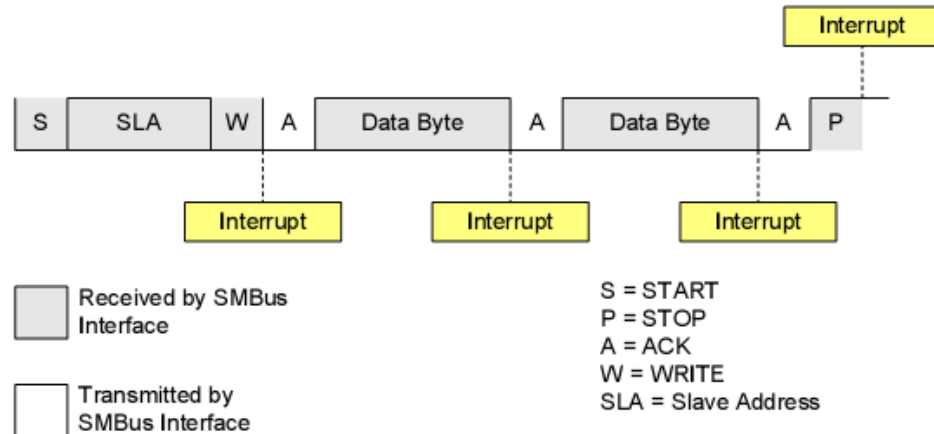 Interrupt
S SLA W A Data Byte A Data Byte A P
Interrupt Interrupt Interrupt
Received by SMBus
Interface
Transmitted by
SMBus Interface
S = START
P = STOP
A = ACK
W = WRITE
SLA = Slave Address